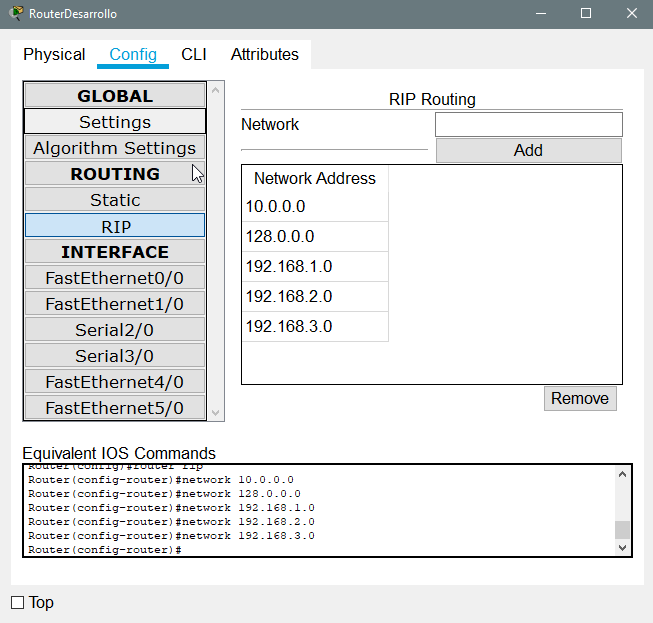 RouterDesarrollo
Physical Config CLI Attributes
GLOBAL
Settings
Algorithm Settings
ROUTING
Static
RIP
INTERFACE
FastEthernet0/0
FastEthernet1/0
Serial2/0
Serial3/0
FastEthernet4/0
FastEthernet5/0
RIP Routing
Network
Add
Network Address
10.0.0.0
128.0.0.0
192.168.1.0
192.168.2.0
192.168.3.0
Remove
Equivalent IOS Commands
Router(config)#router rip
Router(config-router)#network 10.0.0.0
Router(config-router)#network 128.0.0.0
Router(config-router)#network 192.168.1.0
Router(config-router)#network 192.168.2.0
Router(config-router)#network 192.168.3.0
Router(config-router)#
Top